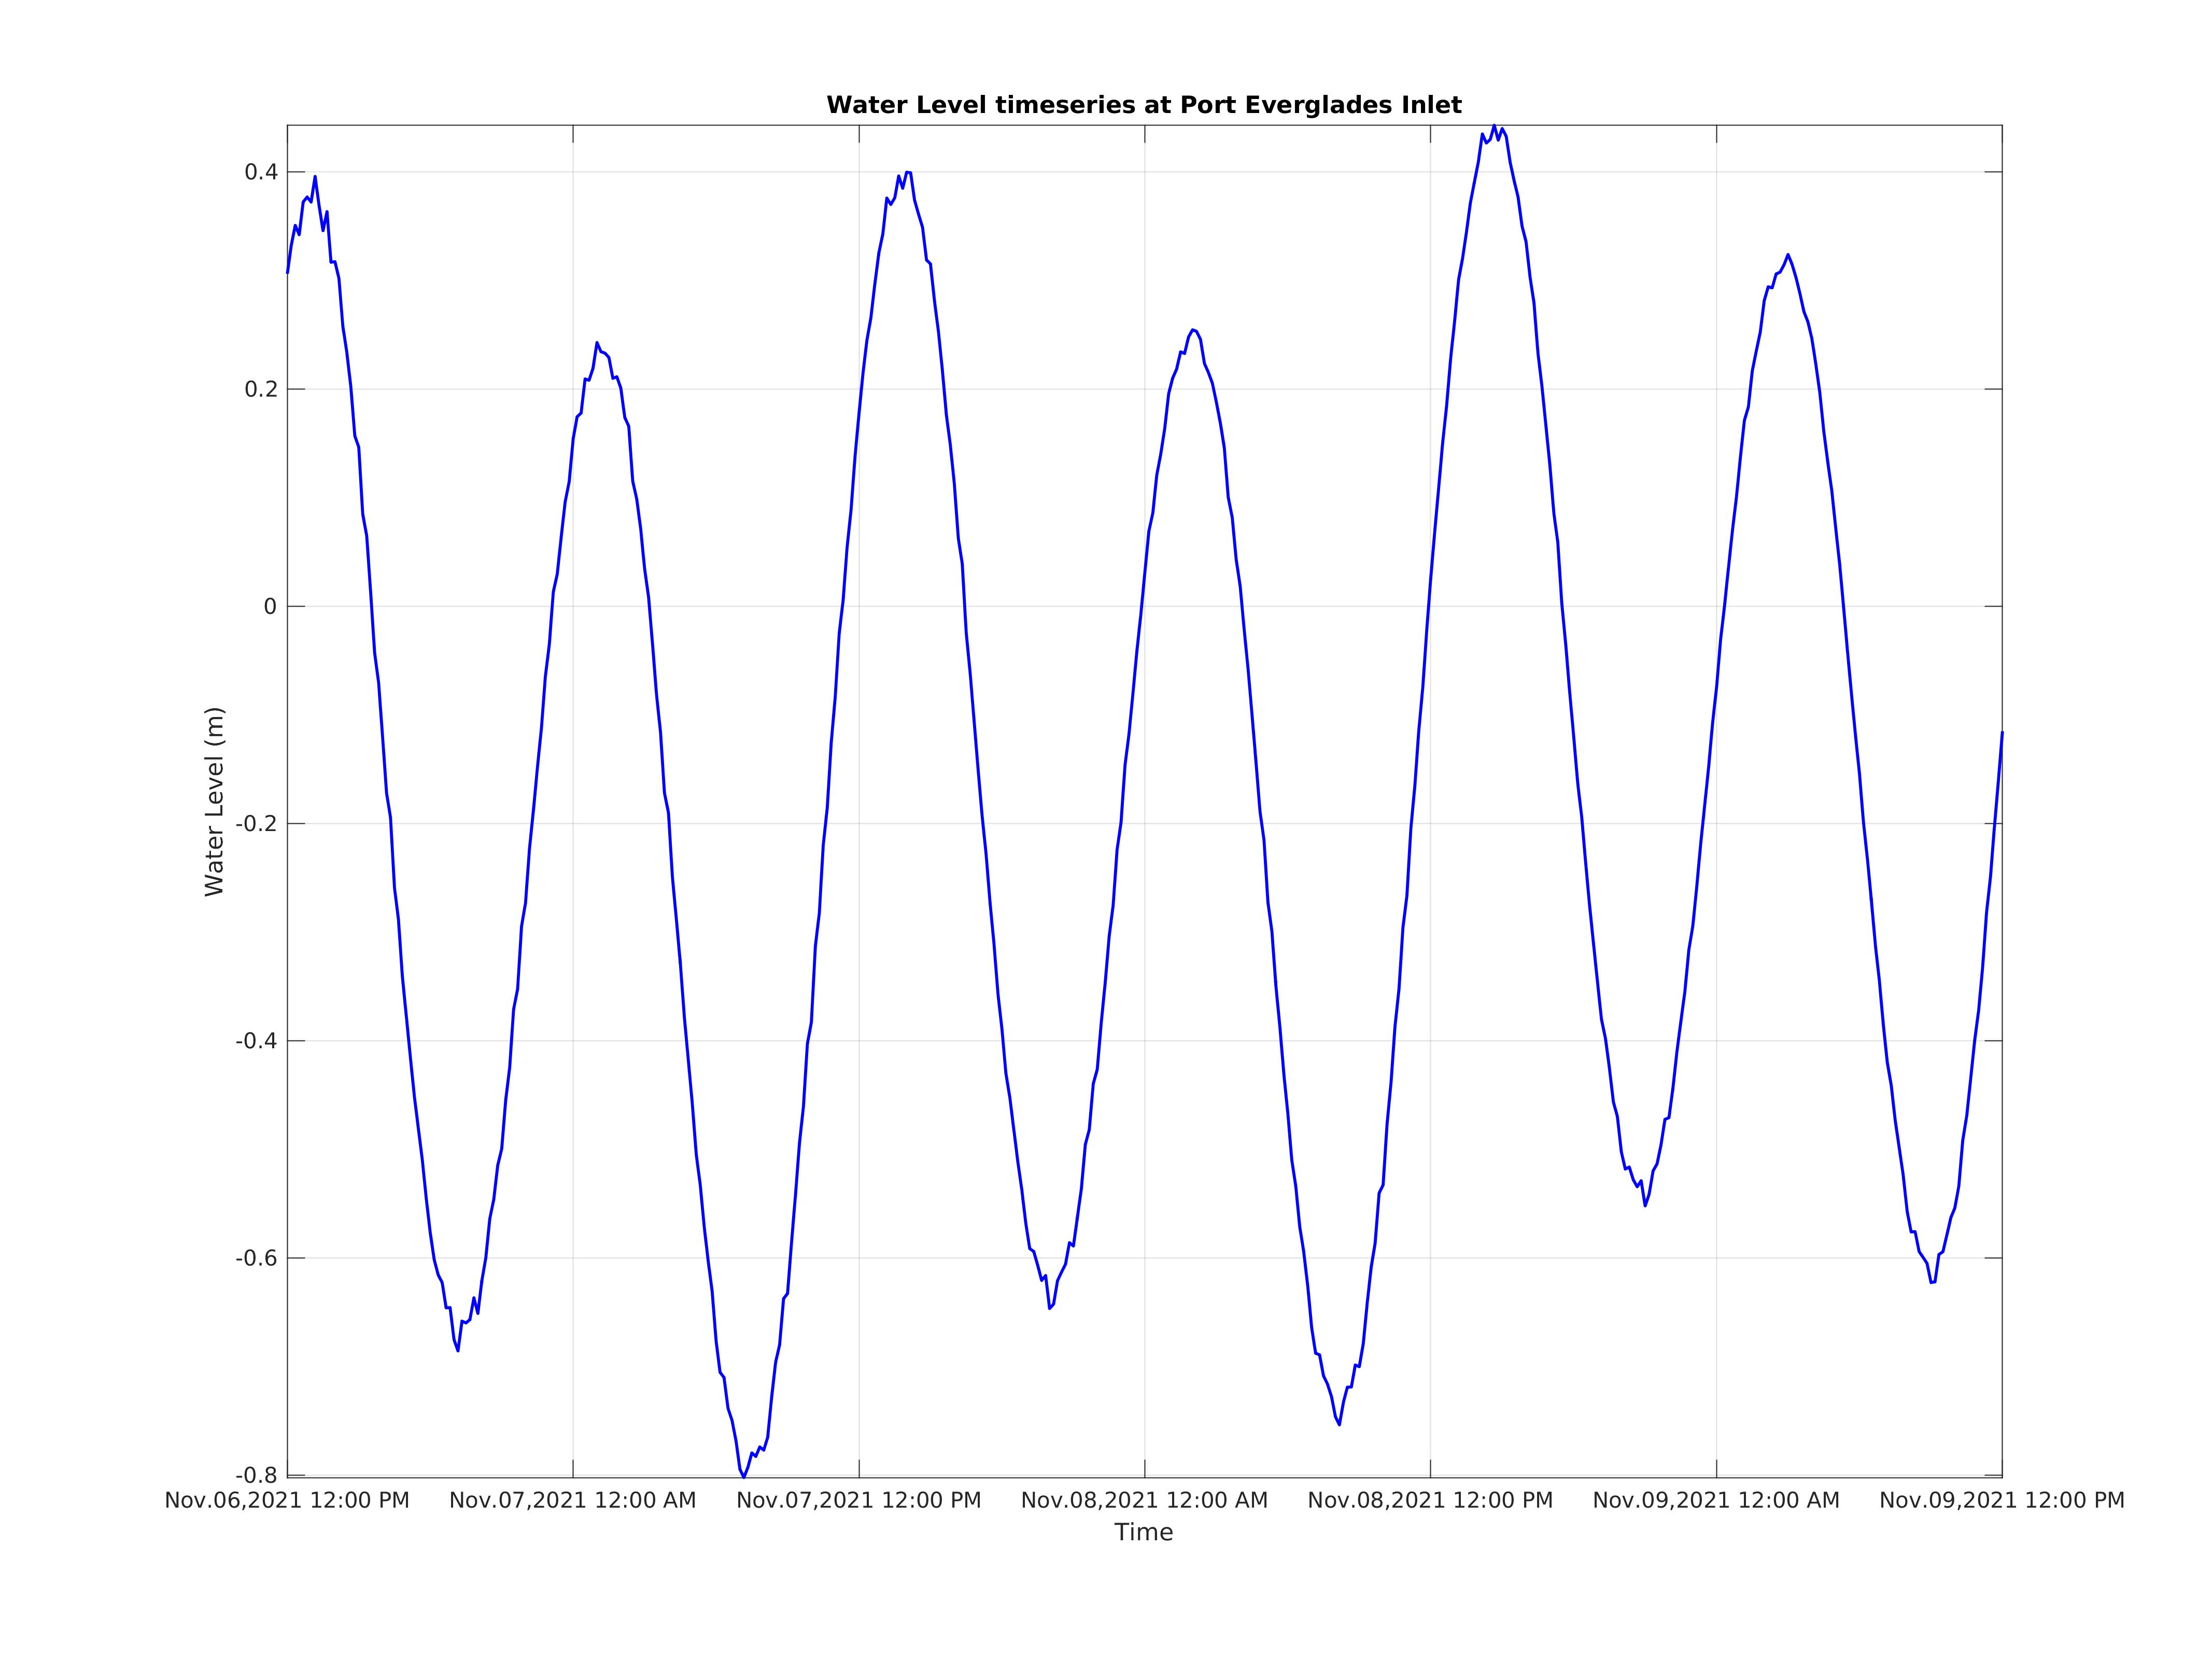 Water Level timeseries at Port Everglades Inlet
0.4
0.2
0
-0.2
-0.4
-0.6
-0.8
Water Level (m)
Nov.06,2021 12:00 PM Nov.07,2021 12:00 AM Nov.07,2021 12:00 PM Nov.08,2021 12:00 AM Nov.08,2021 12:00 PM Nov.09,2021 12:00 AM Nov.09,2021 12:00 PM
Time